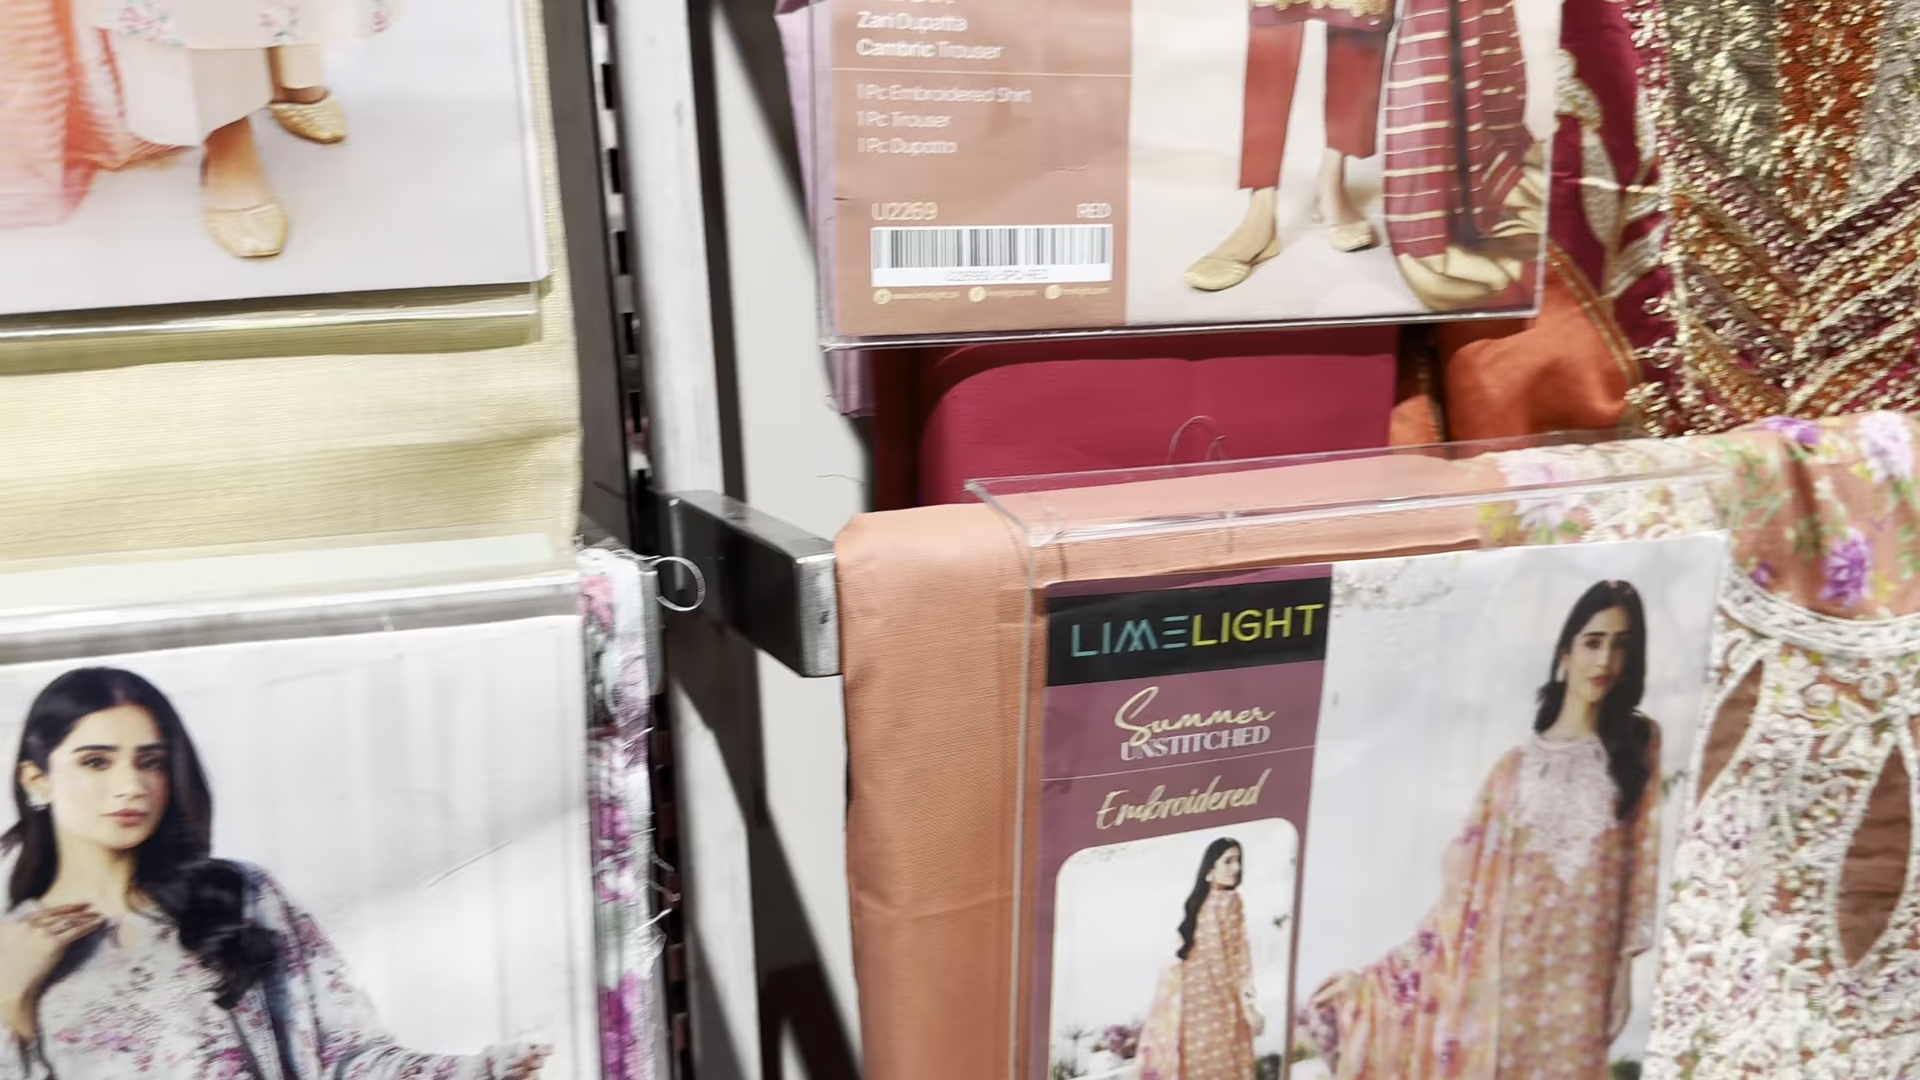 Zari Dupatta
Cambric Trouser
1 Pc Embroidered Shirt
1 Pc Trouser
1 Pc Dupatta
U2269 RED
LIMELIGHT
Summer
UNSTITCHED
Embroidered